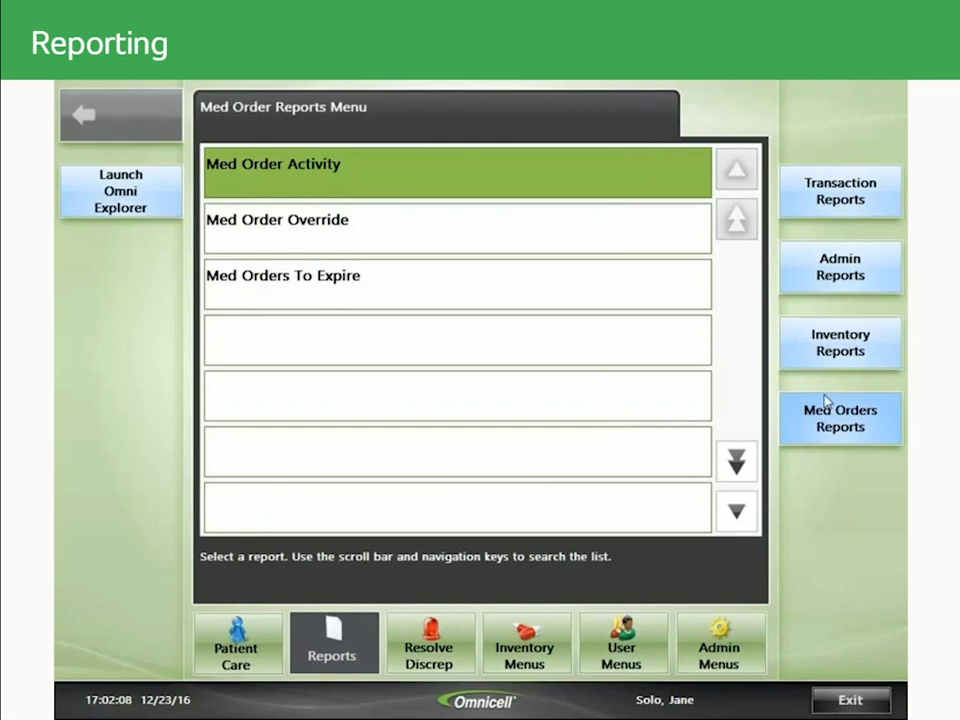 Reporting
Med Order Reports Menu
Launch
Omni
Explorer
Med Order Activity
Med Order Override
Med Orders To Expire
Transaction
Reports
Admin
Reports
Inventory
Reports
Med Orders
Reports
Select a report. Use the scroll bar and navigation keys to search the list.
Patient
Care
Reports
Resolve
Discrep
Inventory
Menus
User
Menus
Admin
Menus
17:02:08 12/23/16
Omnicell
Solo, Jane
Exit